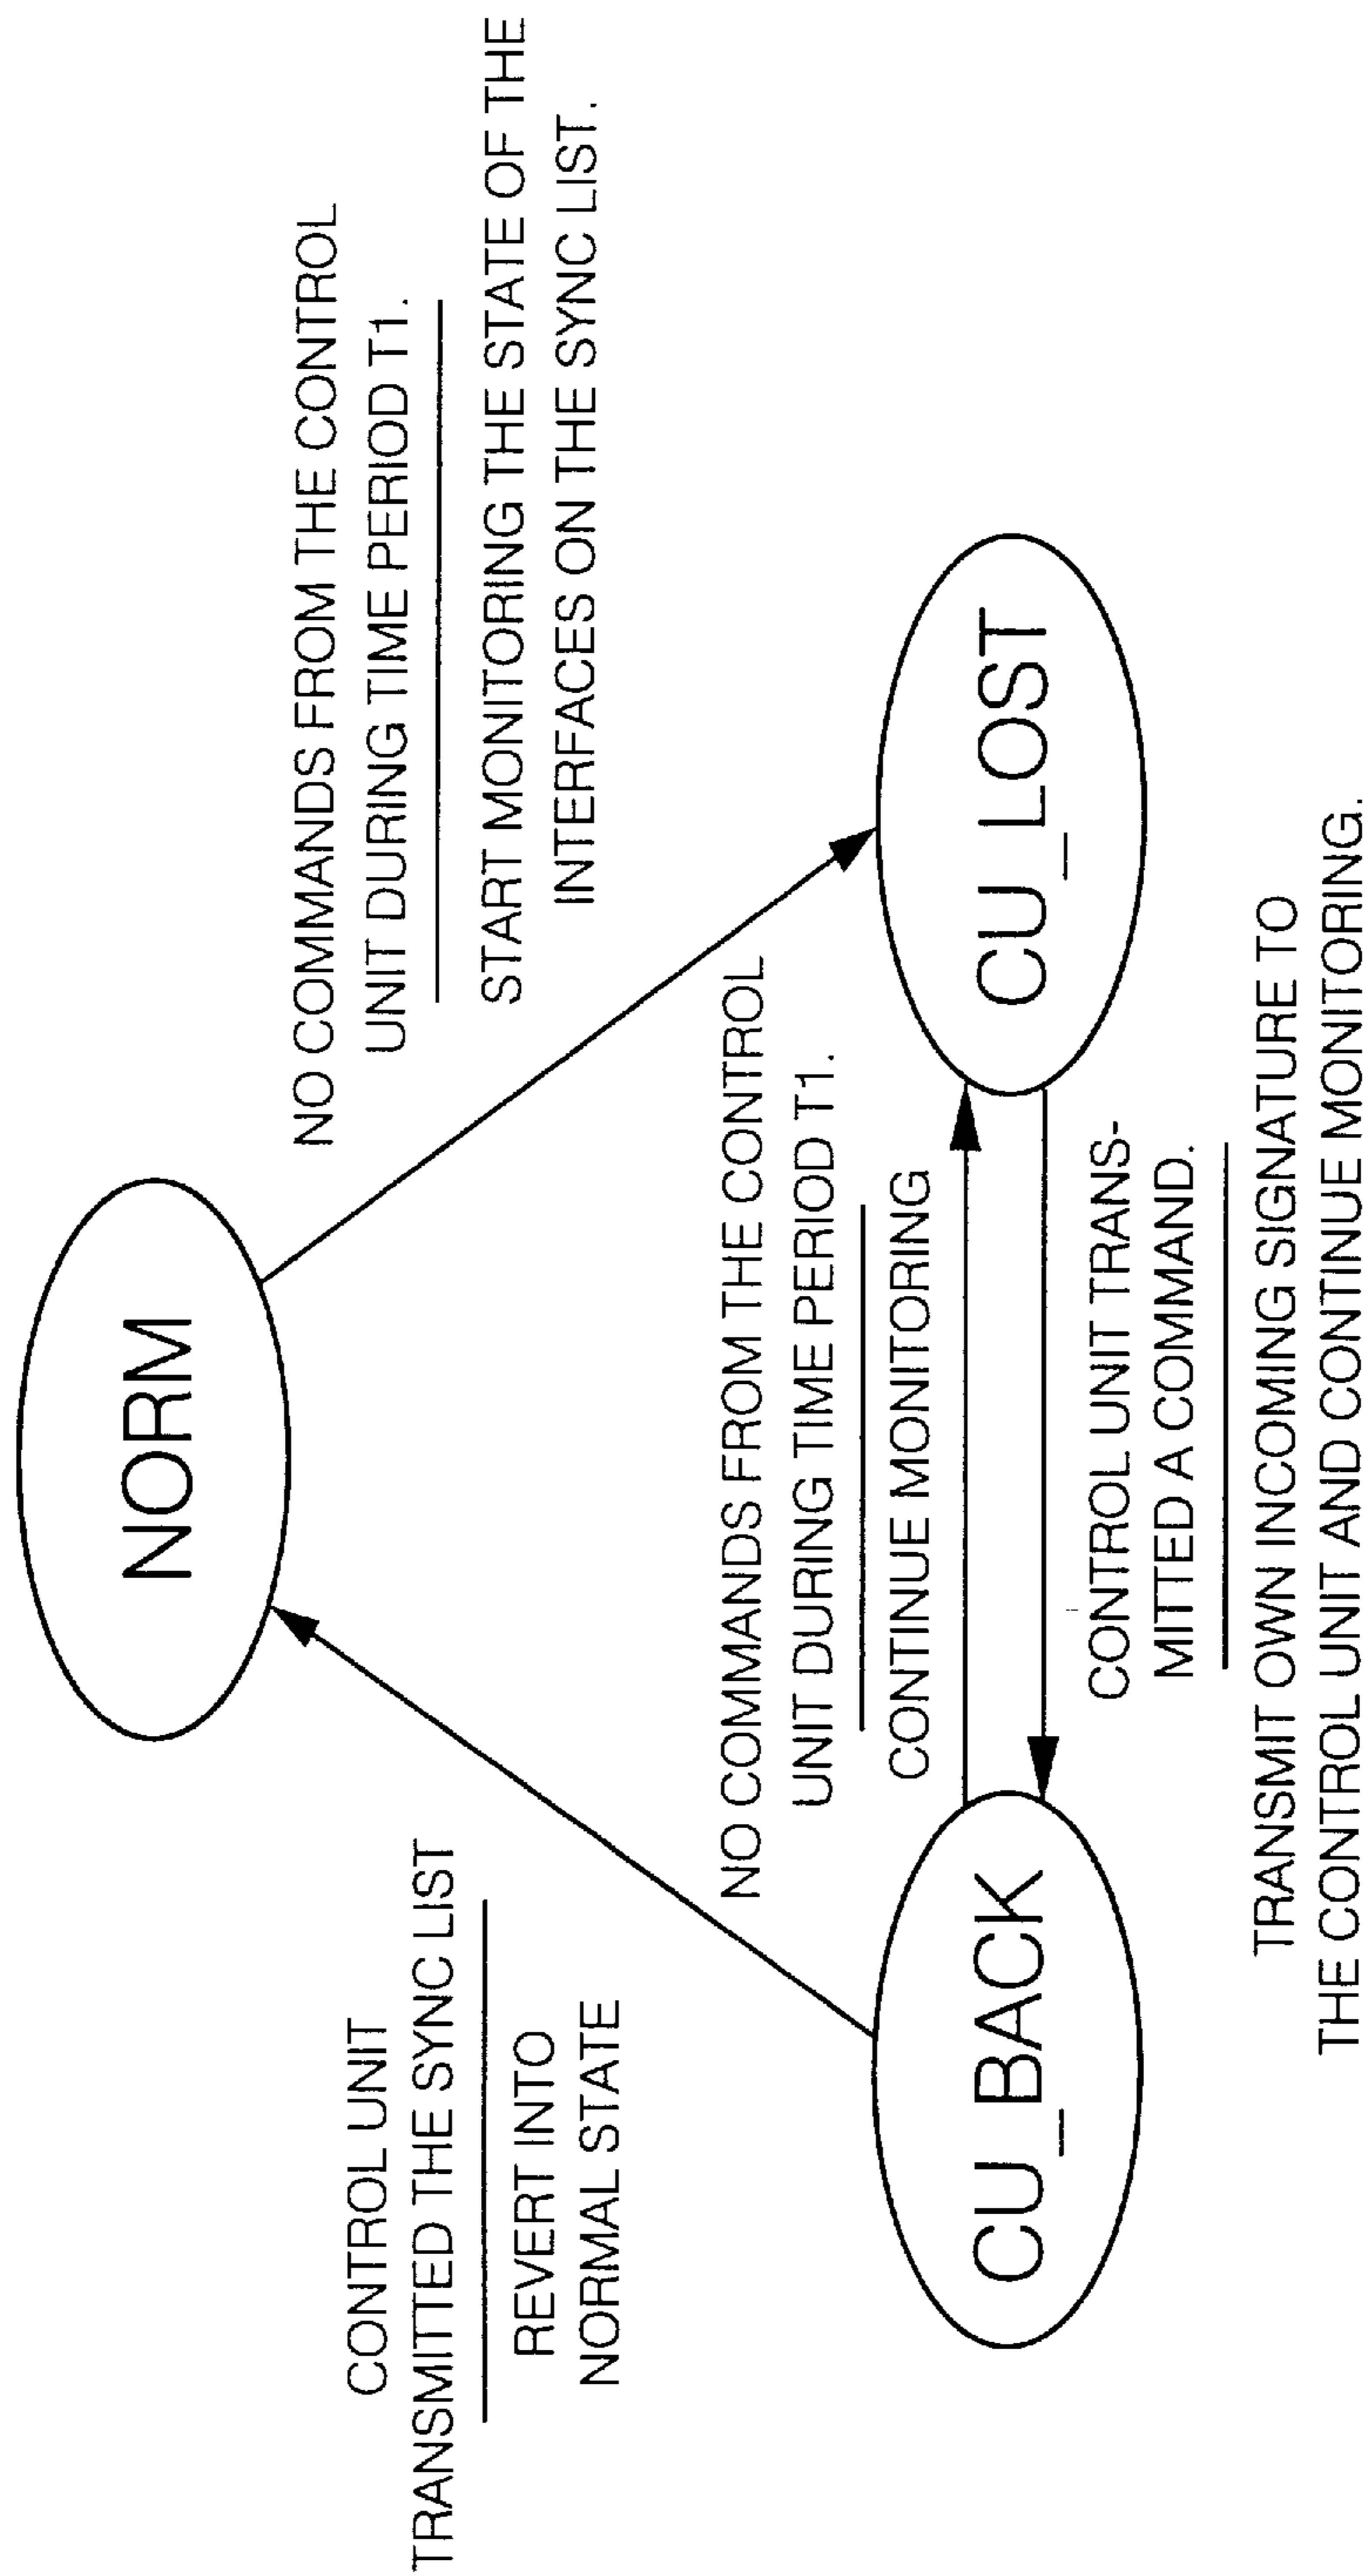 NORM
NO COMMANDS FROM THE CONTROL
UNIT DURING TIME PERIOD T1.
START MONITORING THE STATE OF THE
INTERFACES ON THE SYNC LIST.
CONTROL UNIT
TRANSMITTED THE SYNC LIST
REVERT INTO
NORMAL STATE
NO COMMANDS FROM THE CONTROL
UNIT DURING TIME PERIOD T1.
CONTINUE MONITORING
CU_BACK
CU_LOST
CONTROL UNIT TRANS-
MITTED A COMMAND.
TRANSMIT OWN INCOMING SIGNATURE TO
THE CONTROL UNIT AND CONTINUE MONITORING.